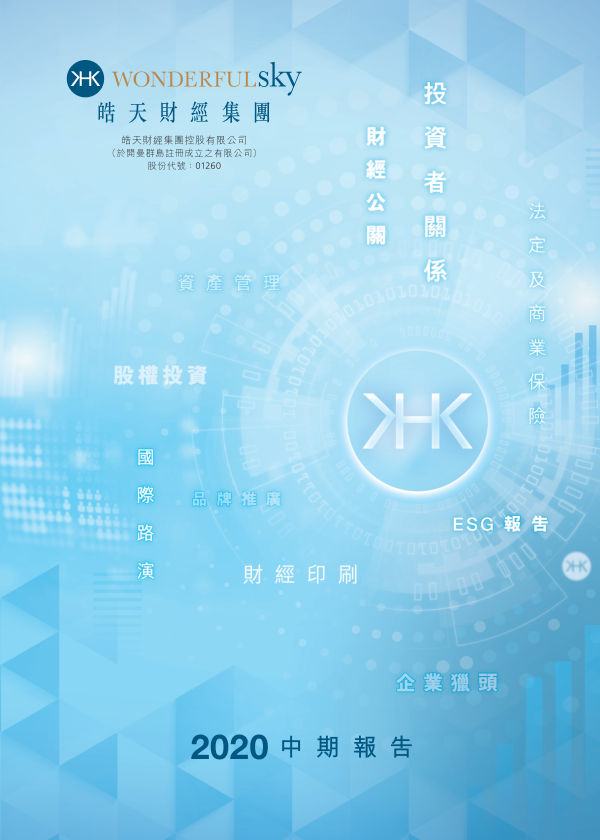 WONDERFULsky
皓天財經集團
皓天財經集團控股有限公司
(於開曼群島註冊成立之有限公司)
股份代號：01260
投資者關係
財經公關
法定及商業保險
資產管理
股權投資
國際路演
品牌推廣
ESG 報告
財經印刷
企業獵頭
2020 中期報告